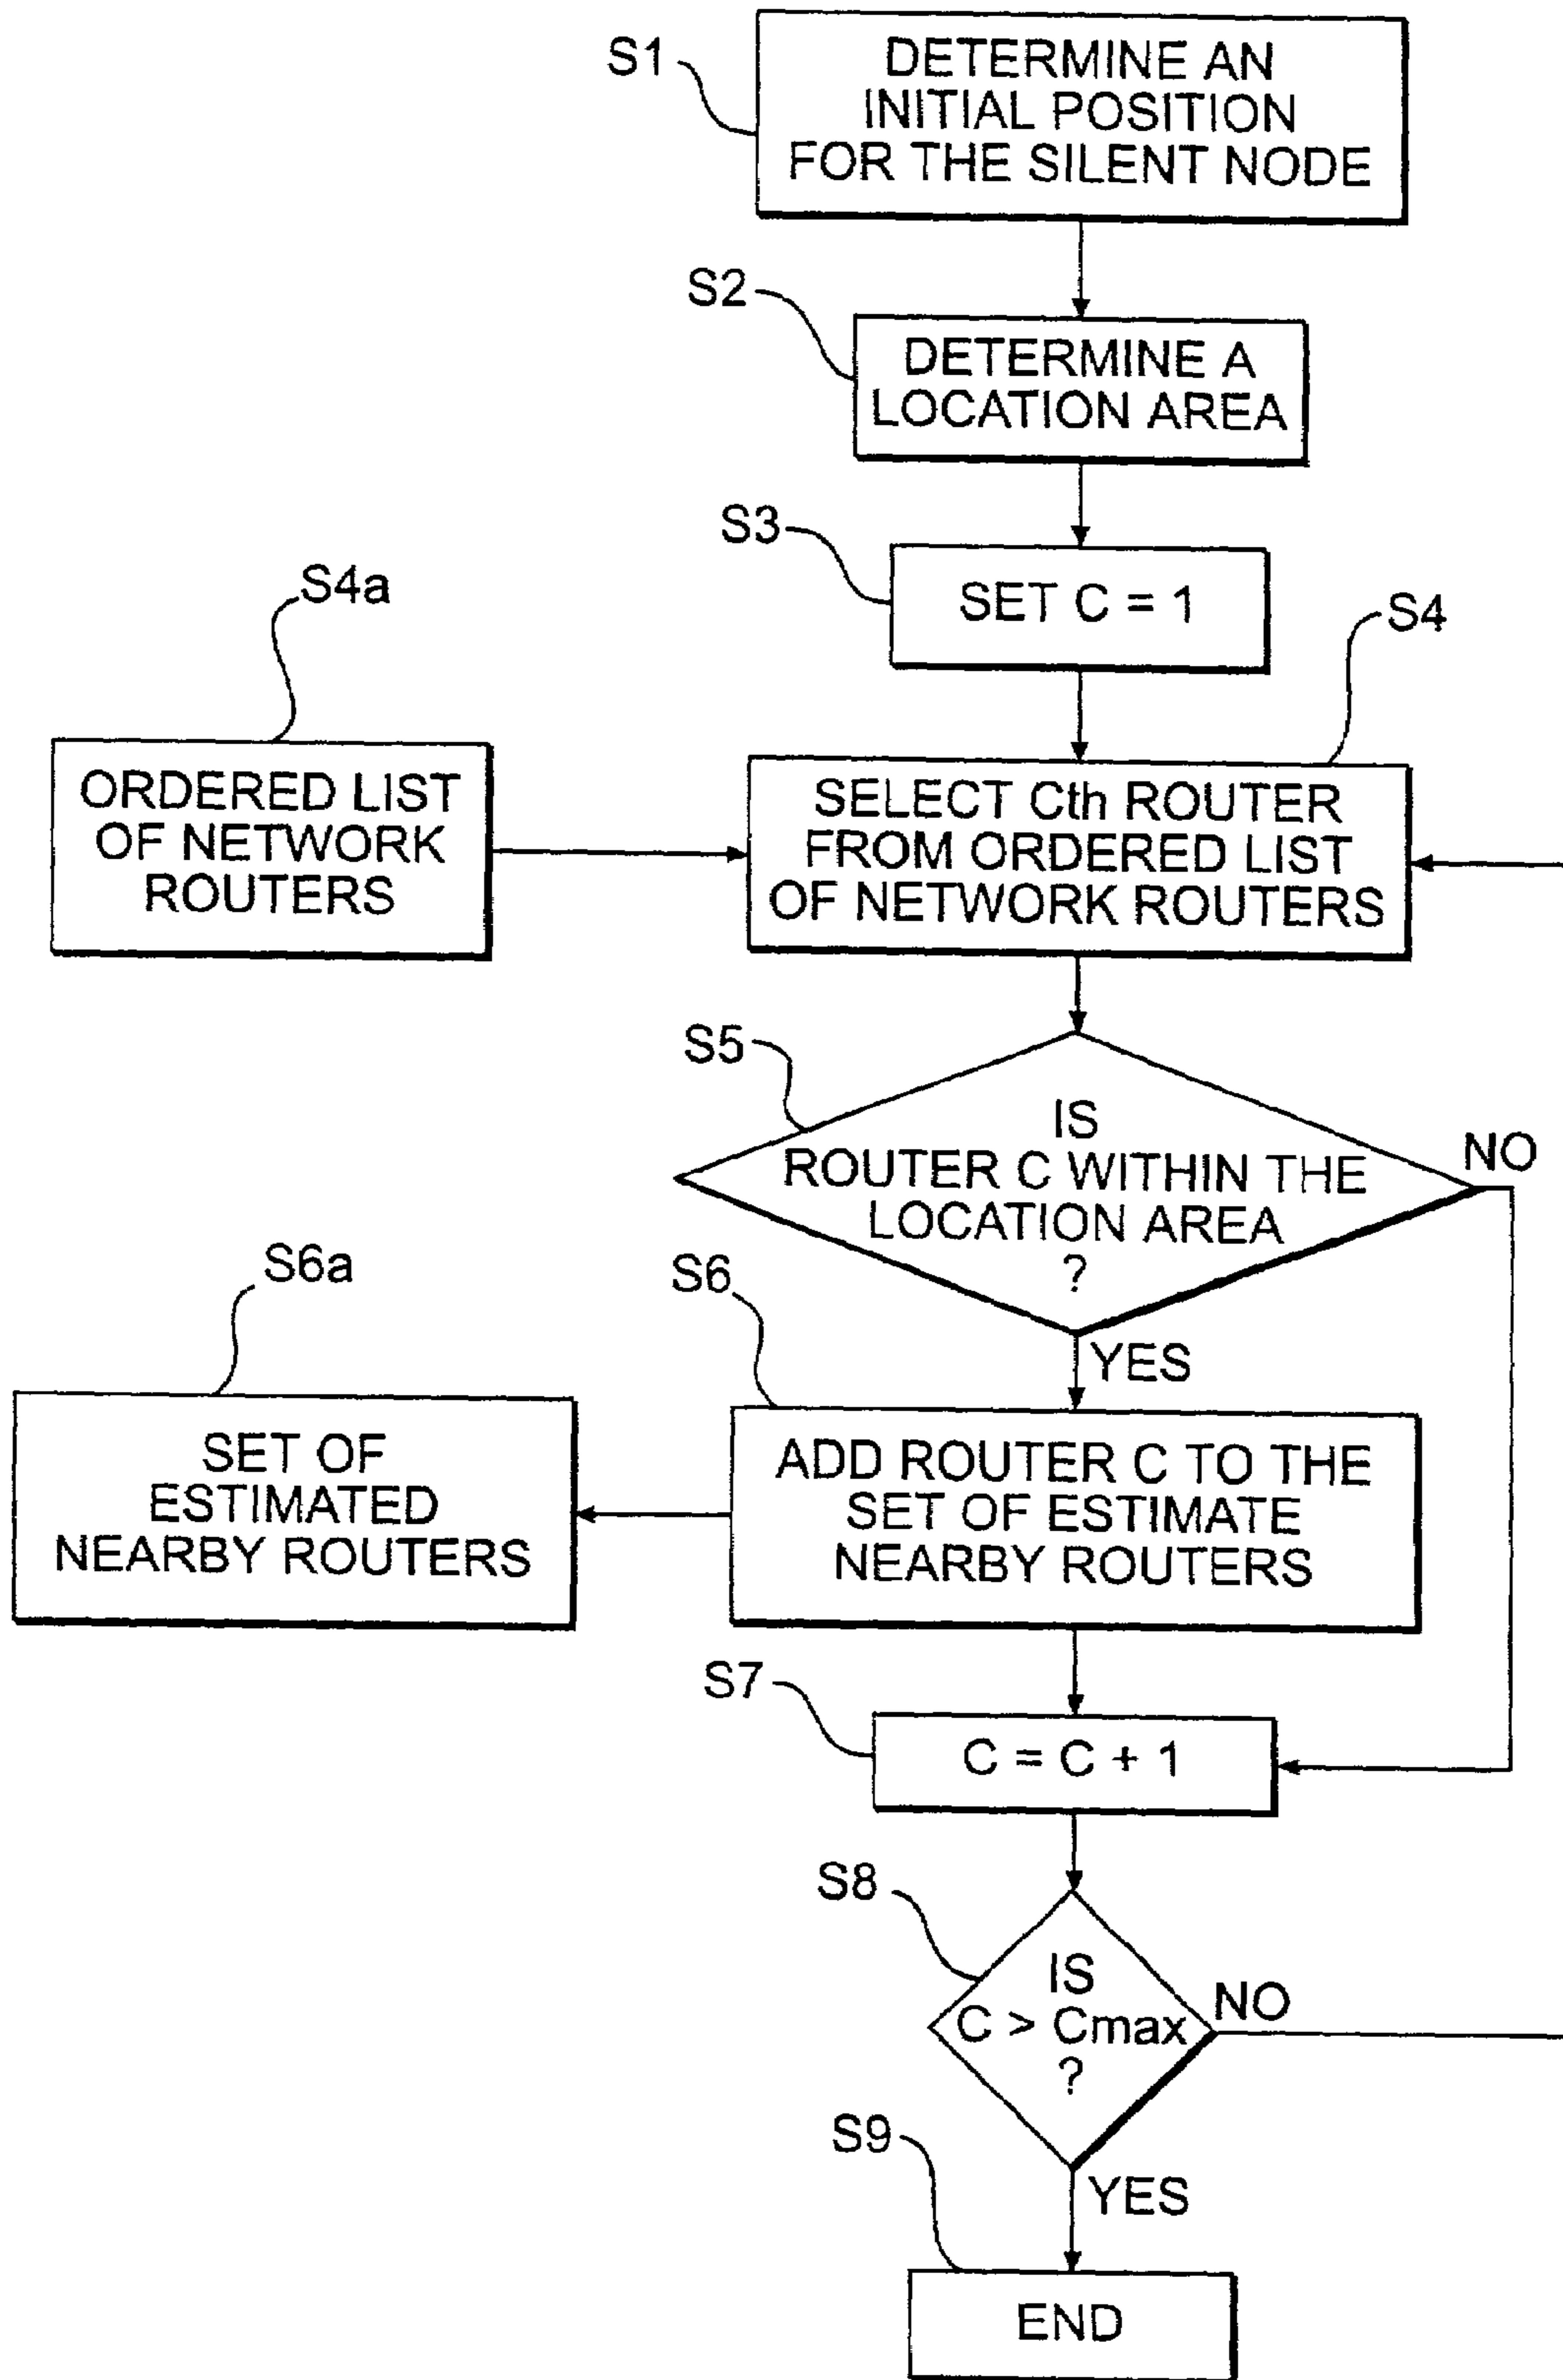 S1
DETERMINE AN
INITIAL POSITION
FOR THE SILENT NODE
S2
DETERMINE A
LOCATION AREA
S3
SET C = 1
S4a
ORDERED LIST
OF NETWORK
ROUTERS
S4
SELECT Cth ROUTER
FROM ORDERED LIST
OF NETWORK ROUTERS
S5
IS
ROUTER C WITHIN THE
LOCATION AREA
?
NO
YES
S6a
SET OF
ESTIMATED
NEARBY ROUTERS
S6
ADD ROUTER C TO THE
SET OF ESTIMATE
NEARBY ROUTERS
S7
C = C + 1
S8
IS
C > Cmax
?
NO
YES
S9
END